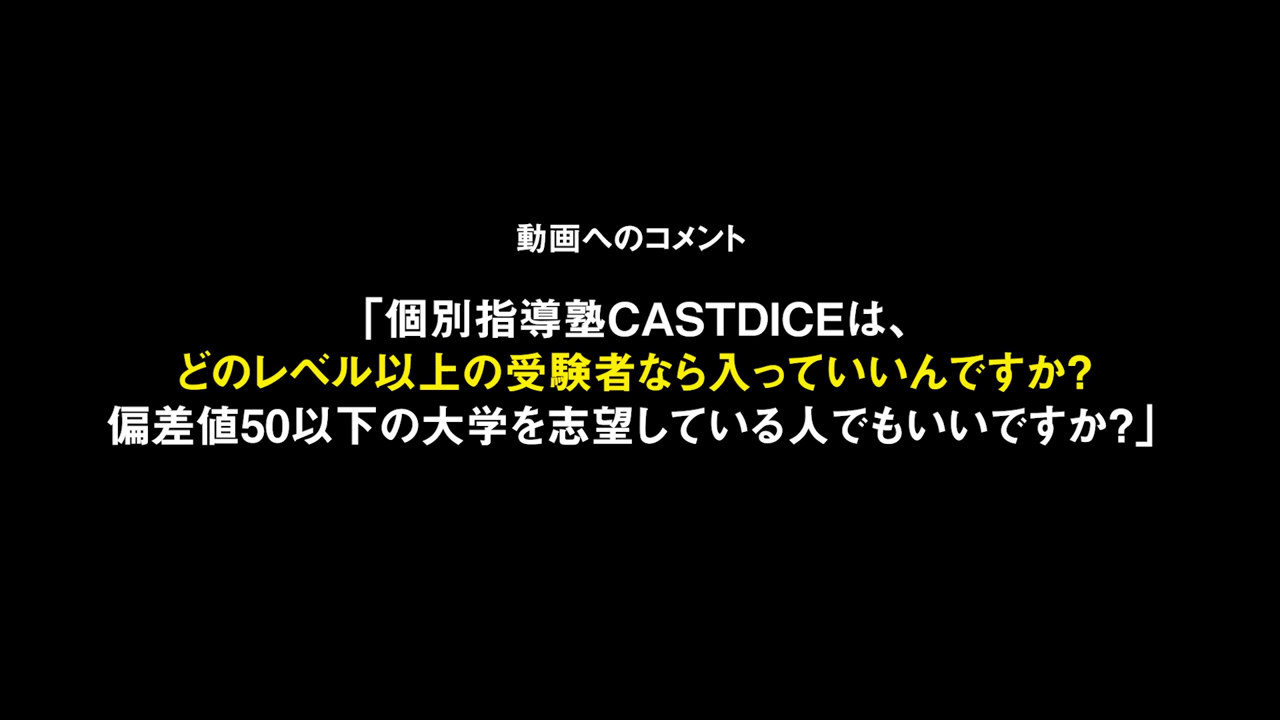 動画へのコメント
「個別指導塾CASTDICEは、
どのレベル以上の受験者なら入っていいんですか?
偏差値50以下の大学を志望している人でもいいですか?」